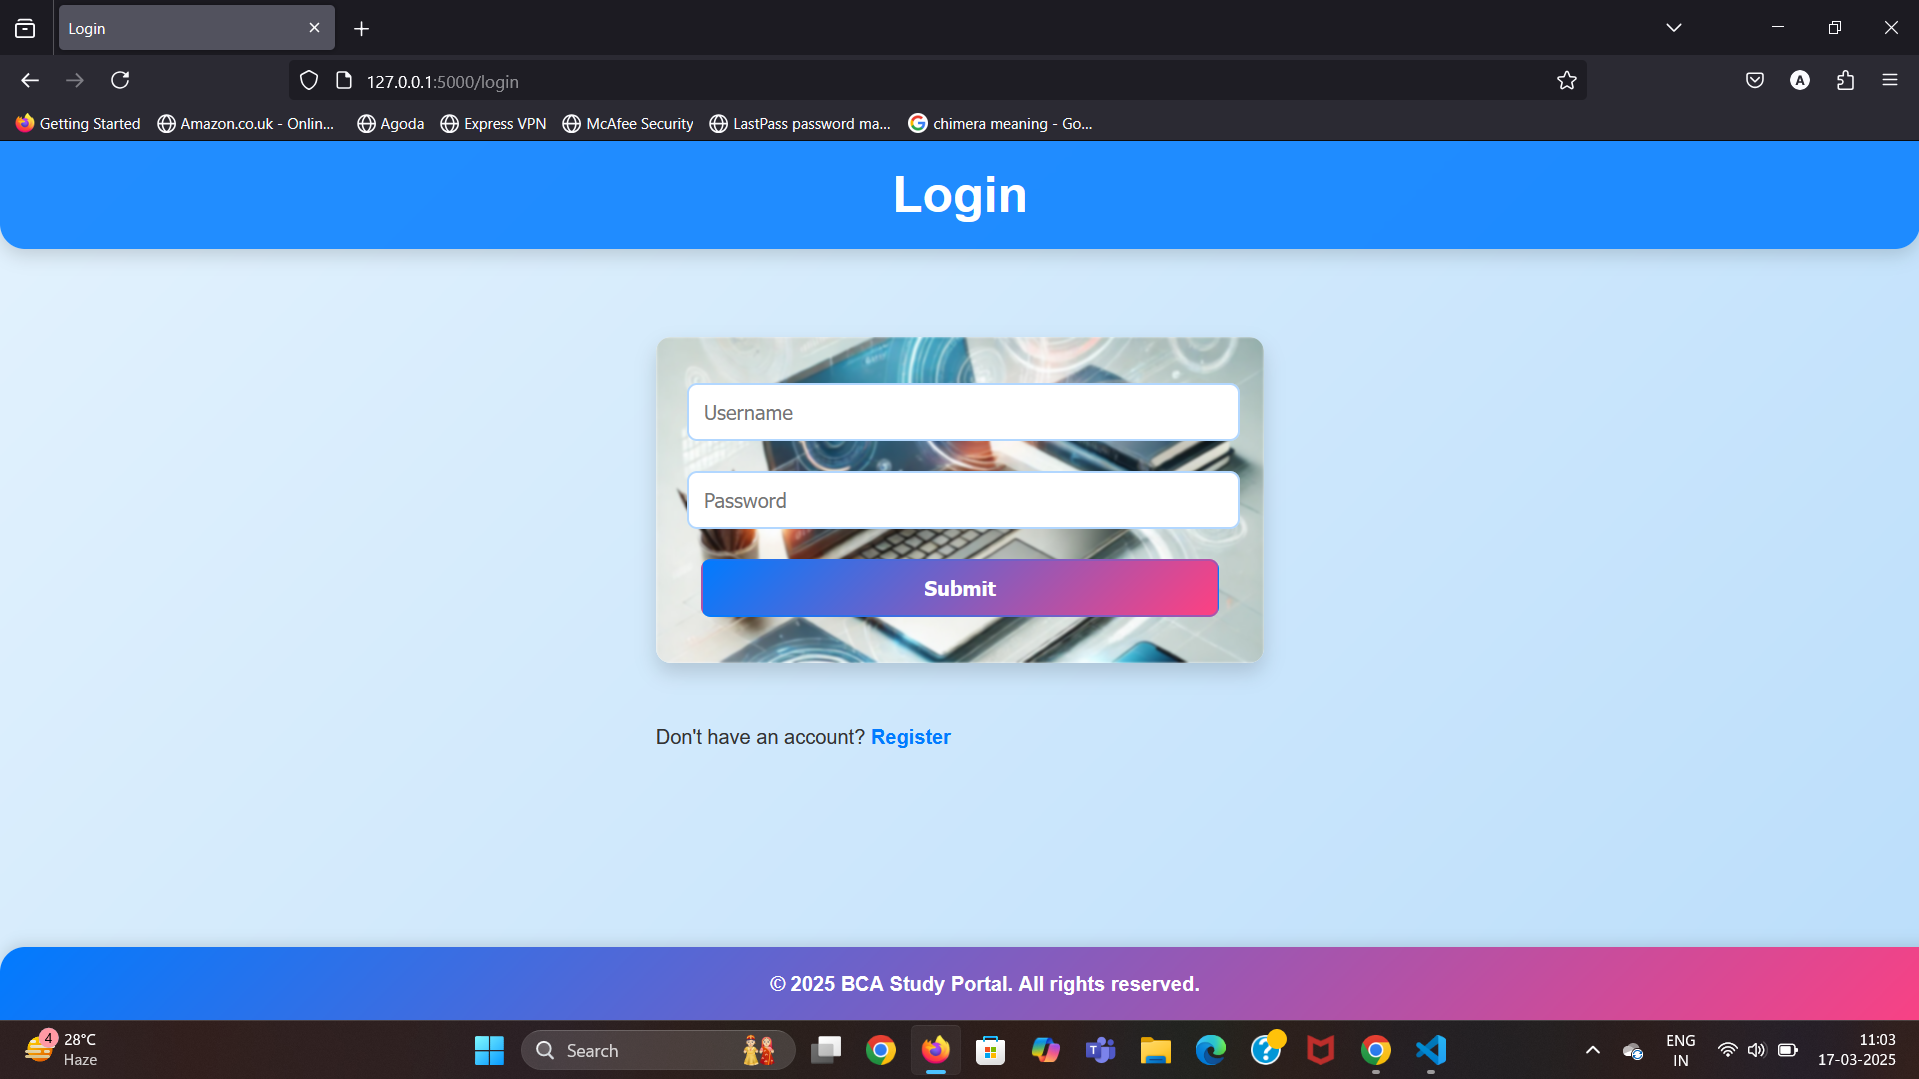 Login
127.0.0.1:5000/login
Getting Started
Amazon.co.uk - Onlin...
Agoda
Express VPN
McAfee Security
LastPass password ma...
chimera meaning - Go...
Login
Username
Password
Submit
Don't have an account? Register
© 2025 BCA Study Portal. All rights reserved.
4
28°C
Haze
Search
ENG
IN
11:03
17-03-2025